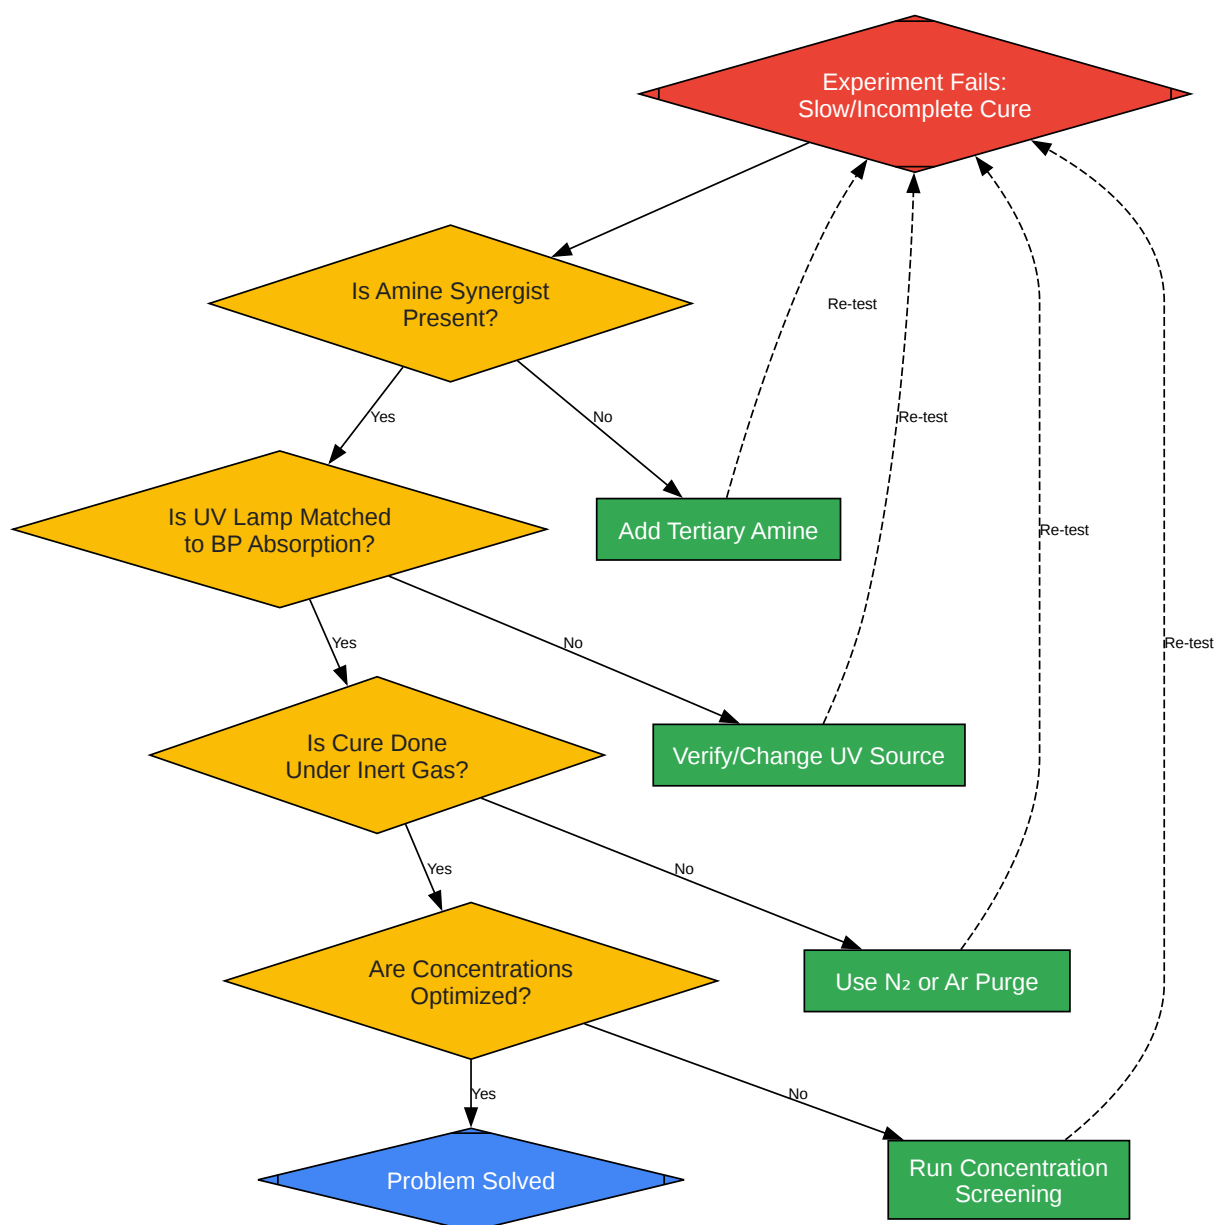 Experiment Fails:
Slow/Incomplete Cure
Is Amine Synergist
Present?
Re-test
Yes
No
Re-test
Is UV Lamp Matched
to BP Absorption?
Add Tertiary Amine
Re-test
Yes
No
Re-test
Is Cure Done
Under Inert Gas?
Verify/Change UV Source
Yes
No
Are Concentrations
Optimized?
Use N₂ or Ar Purge
Yes
No
Problem Solved
Run Concentration
Screening